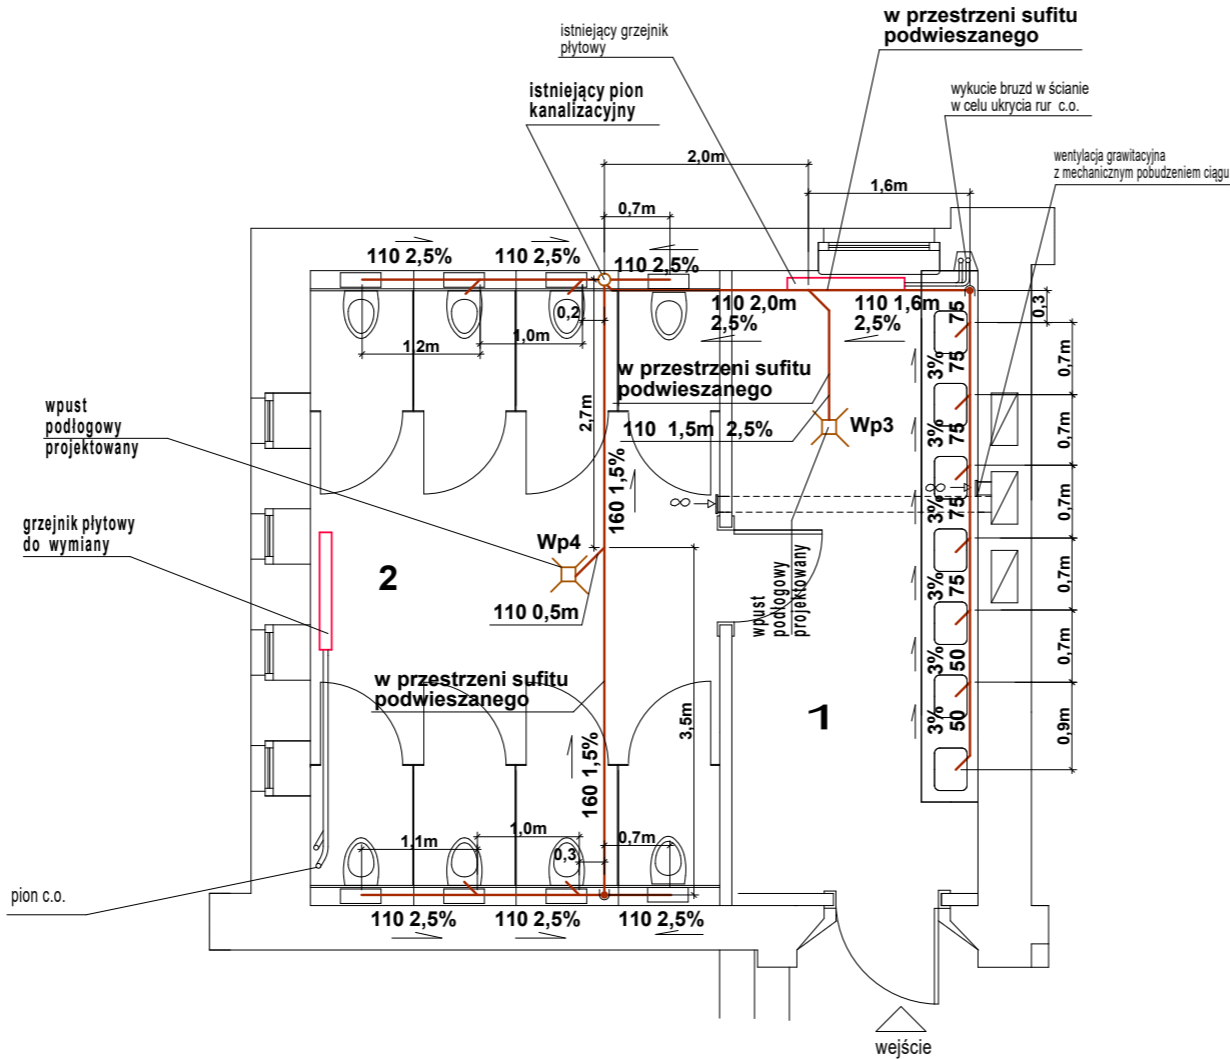 w przestrzeni sufitu
podwieszanego
istniejący grzejnik
płytowy
istniejący pion
kanalizacyjny
wykucie bruzd w ścianie
w celu ukrycia rur c.o.
wentylacja grawitacyjna
z mechanicznym pobudzeniem ciągu
2,0m
1,6m
0,7m
110 2,5%
110 2,5%
110 2,5%
110 2,0m
2,5%
110 1,6m
2,5%
0,2
1,2m
1,0m
0,3
75
3%
75
0,7m
w przestrzeni sufitu
podwieszanego
2,7m
110 1,5m 2,5%
Wp3
wpust
podłogowy
projektowany
3%
75
0,7m
160 1,5%
3%
75
0,7m
grzejnik płytowy
do wymiany
Wp4
2
110 0,5m
wpust
podłogowy
projektowany
3%
75
0,7m
3%
50
0,7m
w przestrzeni sufitu
podwieszanego
3,5m
1
3%
50
0,9m
160 1,5%
1,1m
1,0m
0,7m
0,3
pion c.o.
110 2,5%
110 2,5%
110 2,5%
wejście